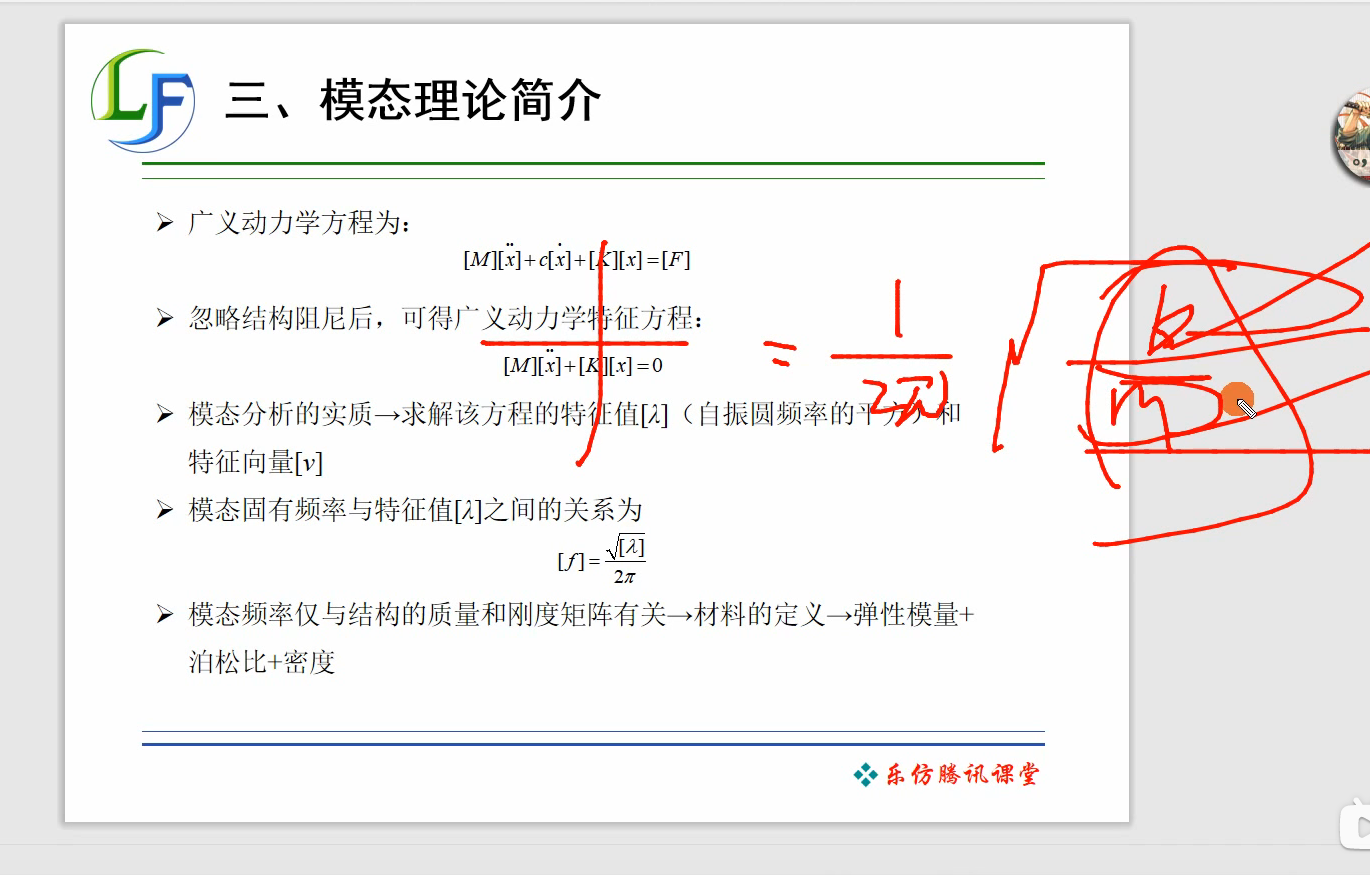 LF
三、模态理论简介
➢ 广义动力学方程为：
[M][ẍ]+c[ẋ]+[K][x]=[F]
➢ 忽略结构阻尼后，可得广义动力学特征方程：
[M][ẍ]+[K][x]=0
➢ 模态分析的实质→求解该方程的特征值[λ]（自振圆频率的平方）和
特征向量[v]
➢ 模态固有频率与特征值[λ]之间的关系为
[f]=√[λ]/2π
➢ 模态频率仅与结构的质量和刚度矩阵有关→材料的定义→弹性模量+
泊松比+密度
f = 1/2π √k/m
乐仿腾讯课堂